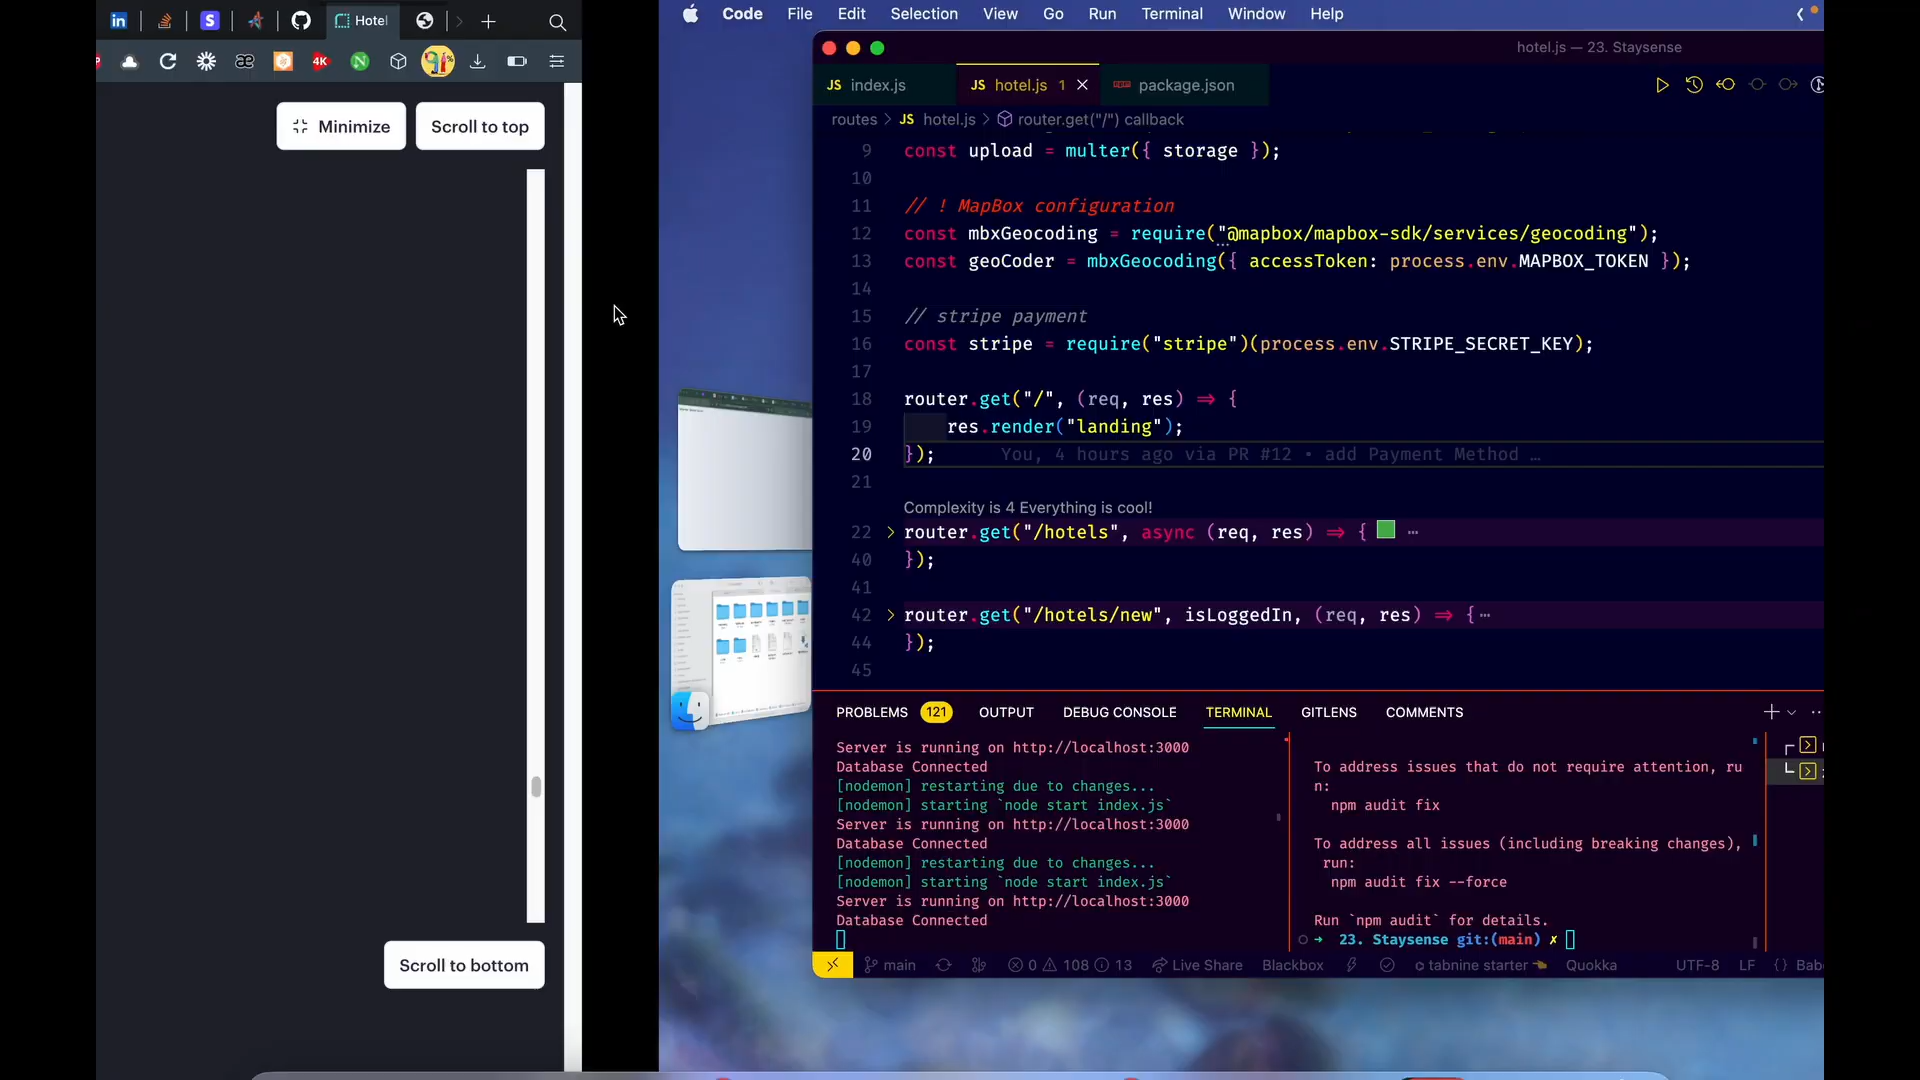 Hotel
4K
Minimize
Scroll to top
Scroll to bottom
Code File Edit Selection View Go Run Terminal Window Help
hotel.js — 23. Staysense
JS index.js
JS hotel.js 1
package.json
routes > JS hotel.js > router.get("/") callback
9 const upload = multer({ storage });
10
11 // ! MapBox configuration
12 const mbxGeocoding = require("@mapbox/mapbox-sdk/services/geocoding");
13 const geoCoder = mbxGeocoding({ accessToken: process.env.MAPBOX_TOKEN });
14
15 // stripe payment
16 const stripe = require("stripe")(process.env.STRIPE_SECRET_KEY);
17
18 router.get("/", (req, res) => {
19 res.render("landing");
20 }); You, 4 hours ago via PR #12 • add Payment Method …
21
Complexity is 4 Everything is cool!
22 > router.get("/hotels", async (req, res) => { …
40 });
41
42 > router.get("/hotels/new", isLoggedIn, (req, res) => {…
44 });
45
PROBLEMS 121 OUTPUT DEBUG CONSOLE TERMINAL GITLENS COMMENTS
Server is running on http://localhost:3000
Database Connected
[nodemon] restarting due to changes...
[nodemon] starting `node start index.js`
Server is running on http://localhost:3000
Database Connected
[nodemon] restarting due to changes...
[nodemon] starting `node start index.js`
Server is running on http://localhost:3000
Database Connected
To address issues that do not require attention, ru
n:
npm audit fix
To address all issues (including breaking changes),
run:
npm audit fix --force
Run `npm audit` for details.
➜ 23. Staysense git:(main) ✗
main 0 108 13 Live Share Blackbox tabnine starter Quokka UTF-8 LF {} Bab